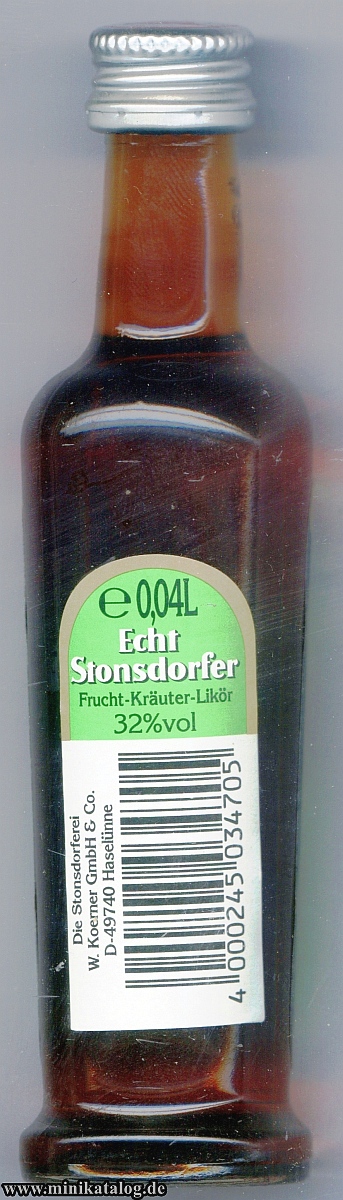 e 0,04L
Echt
Stonsdorfer
Frucht-Kräuter-Likör
32%vol
Die Stonsdorferei
W. Koerner GmbH & Co.
D-49740 Haselünne
4 000245 034705
www.minikatalog.de